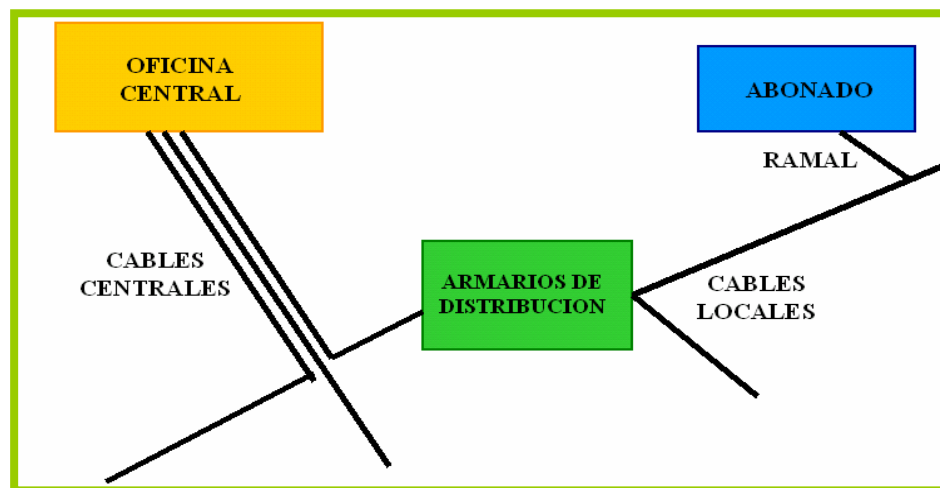 OFICINA
CENTRAL
ABONADO
RAMAL
CABLES
CENTRALES
ARMARIOS DE
DISTRIBUCION
CABLES
LOCALES